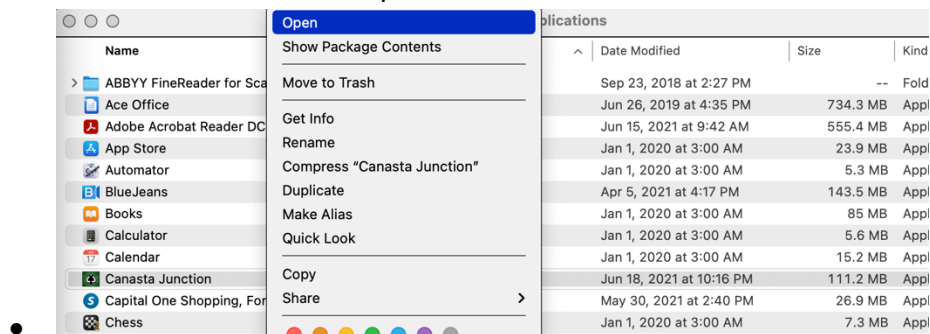 Open
plications
Show Package Contents
Name
Date Modified
Size
Kind
Move to Trash
ABBYY FineReader for Sca
Sep 23, 2018 at 2:27 PM
--
Fold
Ace Office
Jun 26, 2019 at 4:35 PM
734.3 MB
Appl
Get Info
Adobe Acrobat Reader DC
Jun 15, 2021 at 9:42 AM
555.4 MB
Appl
Rename
App Store
Jan 1, 2020 at 3:00 AM
23.9 MB
Appl
Compress “Canasta Junction”
Automator
Jan 1, 2020 at 3:00 AM
5.3 MB
Appl
Duplicate
BlueJeans
Apr 5, 2021 at 4:17 PM
143.5 MB
Appl
Make Alias
Books
Jan 1, 2020 at 3:00 AM
85 MB
Appl
Quick Look
Calculator
Jan 1, 2020 at 3:00 AM
5.6 MB
Appl
Calendar
Jan 1, 2020 at 3:00 AM
15.2 MB
Appl
Copy
Canasta Junction
Jun 18, 2021 at 10:16 PM
111.2 MB
Appl
Share
Capital One Shopping, For
May 30, 2021 at 2:40 PM
26.9 MB
Appl
Chess
Jan 1, 2020 at 3:00 AM
7.3 MB
Appl